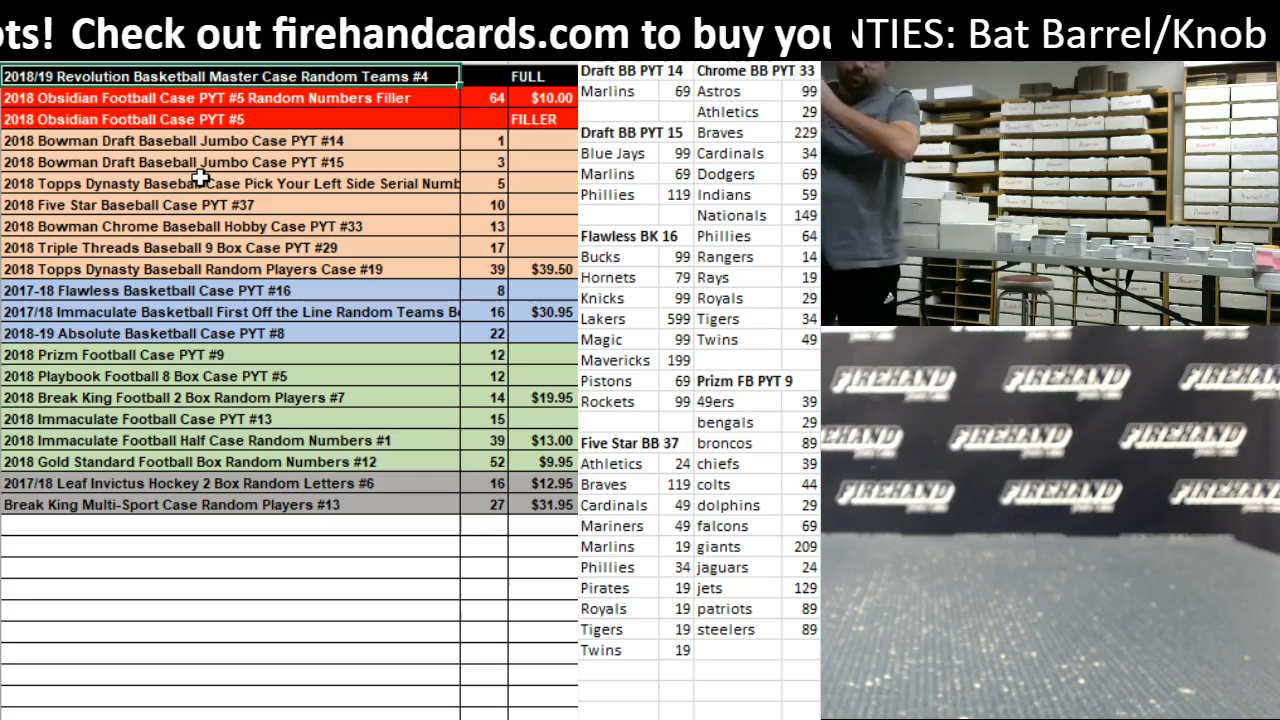 ots! Check out firehandcards.com to buy you NTIES: Bat Barrel/Knob
2018/19 Revolution Basketball Master Case Random Teams #4 FULL
2018 Obsidian Football Case PYT #5 Random Numbers Filler 64 $10.00
2018 Obsidian Football Case PYT #5 FILLER
2018 Bowman Draft Baseball Jumbo Case PYT #14 1
2018 Bowman Draft Baseball Jumbo Case PYT #15 3
2018 Topps Dynasty Baseball Case Pick Your Left Side Serial Numb 5
2018 Five Star Baseball Case PYT #37 10
2018 Bowman Chrome Baseball Hobby Case PYT #33 13
2018 Triple Threads Baseball 9 Box Case PYT #29 17
2018 Topps Dynasty Baseball Random Players Case #19 39 $39.50
2017-18 Flawless Basketball Case PYT #16 8
2017/18 Immaculate Basketball First Off the Line Random Teams Bo 16 $30.95
2018-19 Absolute Basketball Case PYT #8 22
2018 Prizm Football Case PYT #9 12
2018 Playbook Football 8 Box Case PYT #5 12
2018 Break King Football 2 Box Random Players #7 14 $19.95
2018 Immaculate Football Case PYT #13 15
2018 Immaculate Football Half Case Random Numbers #1 39 $13.00
2018 Gold Standard Football Box Random Numbers #12 52 $9.95
2017/18 Leaf Invictus Hockey 2 Box Random Letters #6 16 $12.95
Break King Multi-Sport Case Random Players #13 27 $31.95
Draft BB PYT 14
Marlins 69
Draft BB PYT 15
Blue Jays 99
Marlins 69
Phillies 119
Flawless BK 16
Bucks 99
Hornets 79
Knicks 99
Lakers 599
Magic 99
Mavericks 199
Pistons 69
Rockets 99
Five Star BB 37
Athletics 24
Braves 119
Cardinals 49
Mariners 49
Marlins 19
Phillies 34
Pirates 19
Royals 19
Tigers 19
Twins 19
Chrome BB PYT 33
Astros 99
Athletics 29
Braves 229
Cardinals 34
Dodgers 69
Indians 59
Nationals 149
Phillies 64
Rangers 14
Rays 19
Royals 29
Tigers 34
Twins 49
Prizm FB PYT 9
49ers 39
bengals 29
broncos 89
chiefs 39
colts 44
dolphins 29
falcons 69
giants 209
jaguars 24
jets 129
patriots 89
steelers 89
FIREHAND FIREHAND FIREHAND
FIREHAND FIREHAND FIREHAND
FIREHAND FIREHAND FIREHAND